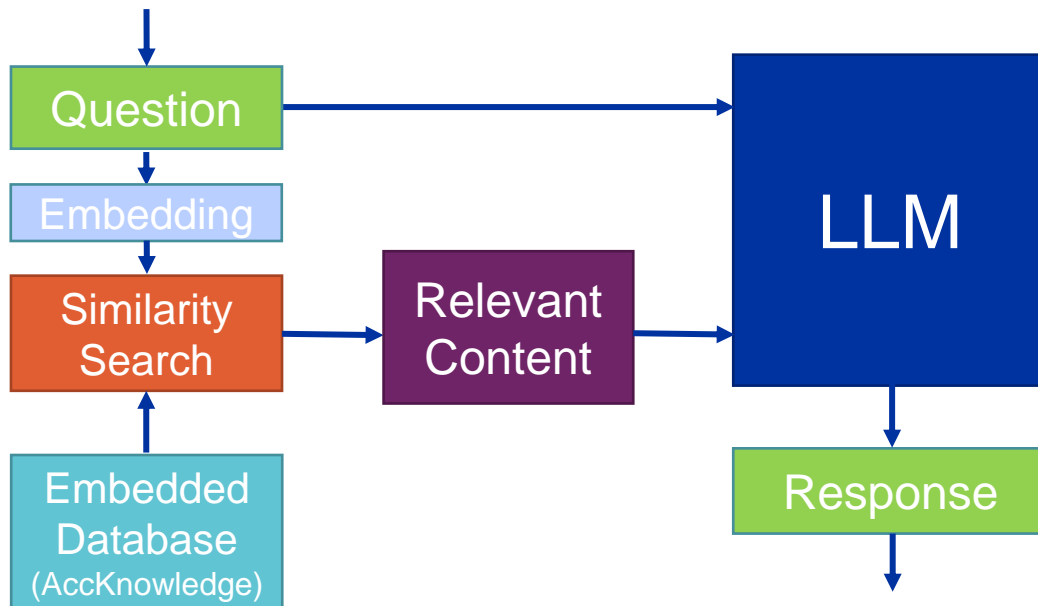 Question
Embedding
Similarity
Search
Embedded
Database
(AccKnowledge)
Relevant
Content
LLM
Response